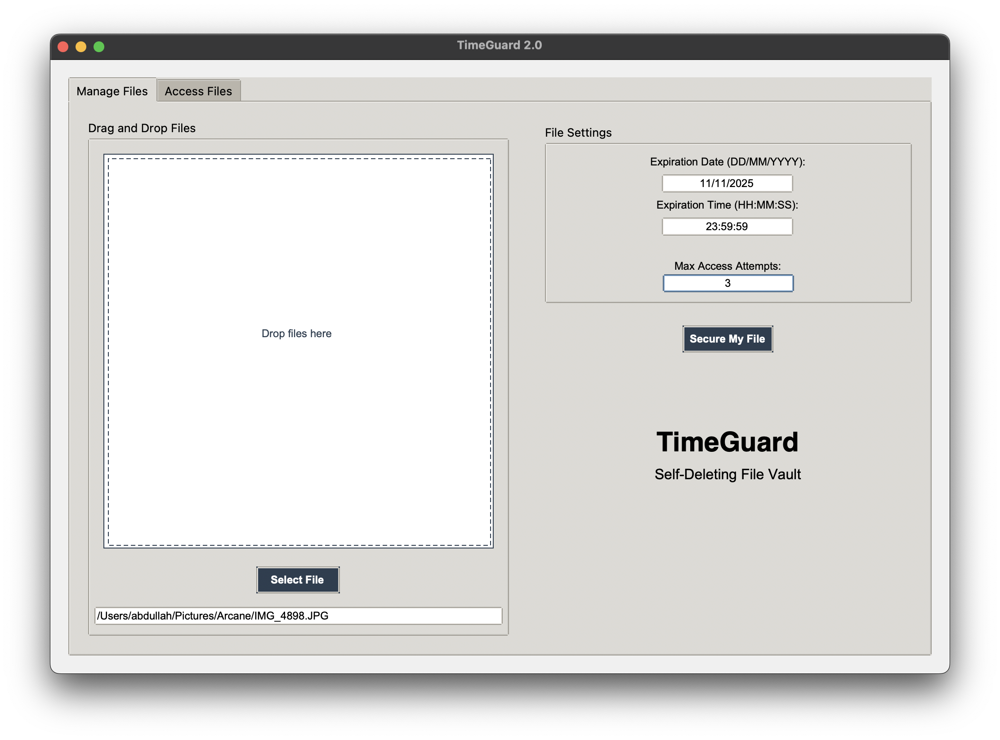 TimeGuard 2.0
Manage Files
Access Files
Drag and Drop Files
Drop files here
Select File
/Users/abdullah/Pictures/Arcane/IMG_4898.JPG
File Settings
Expiration Date (DD/MM/YYYY):
11/11/2025
Expiration Time (HH:MM:SS):
23:59:59
Max Access Attempts:
3
Secure My File
TimeGuard
Self-Deleting File Vault